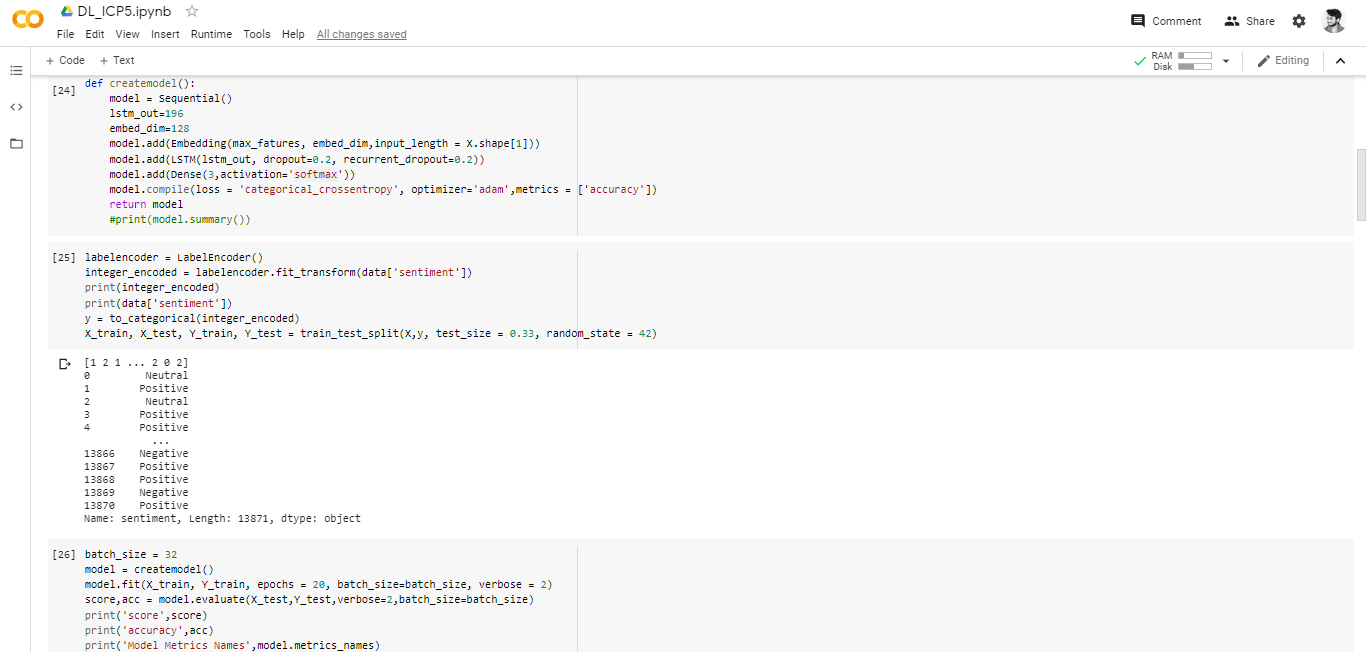 DL_ICP5.ipynb
File Edit View Insert Runtime Tools Help All changes saved
Comment Share
+ Code + Text
RAM
Disk
Editing
[24] def createmodel():
    model = Sequential()
    lstm_out=196
    embed_dim=128
    model.add(Embedding(max_fatures, embed_dim,input_length = X.shape[1]))
    model.add(LSTM(lstm_out, dropout=0.2, recurrent_dropout=0.2))
    model.add(Dense(3,activation='softmax'))
    model.compile(loss = 'categorical_crossentropy', optimizer='adam',metrics = ['accuracy'])
    return model
    #print(model.summary())
[25] labelencoder = LabelEncoder()
integer_encoded = labelencoder.fit_transform(data['sentiment'])
print(integer_encoded)
print(data['sentiment'])
y = to_categorical(integer_encoded)
X_train, X_test, Y_train, Y_test = train_test_split(X,y, test_size = 0.33, random_state = 42)
[1 2 1 ... 2 0 2]
0         Neutral
1        Positive
2         Neutral
3        Positive
4        Positive
           ...
13866    Negative
13867    Positive
13868    Positive
13869    Negative
13870    Positive
Name: sentiment, Length: 13871, dtype: object
[26] batch_size = 32
model = createmodel()
model.fit(X_train, Y_train, epochs = 20, batch_size=batch_size, verbose = 2)
score,acc = model.evaluate(X_test,Y_test,verbose=2,batch_size=batch_size)
print('score',score)
print('accuracy',acc)
print('Model Metrics Names',model.metrics_names)